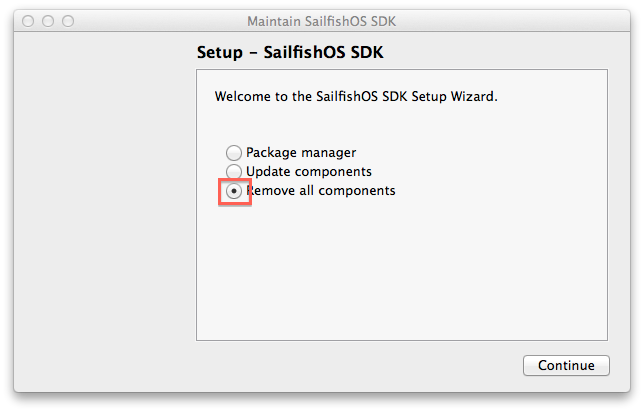 Maintain SailfishOS SDK
Setup – SailfishOS SDK
Welcome to the SailfishOS SDK Setup Wizard.
Package manager
Update components
Remove all components
Continue